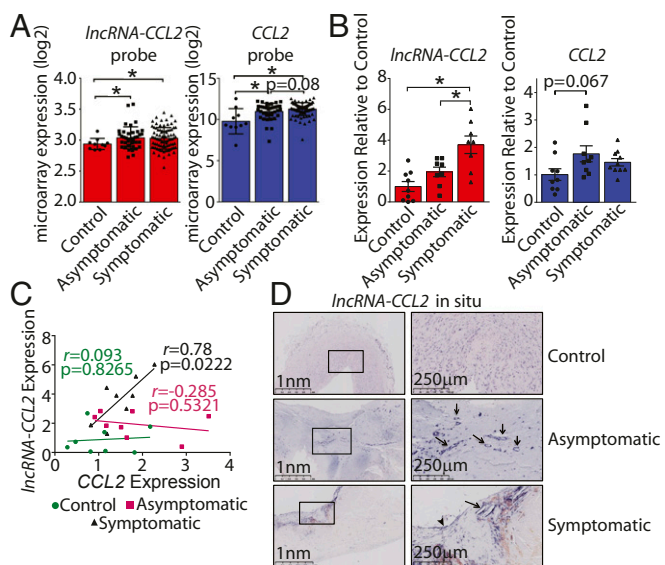 A
lncRNA-CCL2
probe
CCL2
probe
microarray expression (log2)
3.5
3.0
2.5
2.0
*
*
Control
Asymptomatic
Symptomatic
microarray expression (log2)
15
10
5
0
*
*
p=0.08
Control
Asymptomatic
Symptomatic
B
lncRNA-CCL2
Expression Relative to Control
8
6
4
2
0
*
*
Control
Asymptomatic
Symptomatic
CCL2
Expression Relative to Control
5
4
3
2
1
0
p=0.067
Control
Asymptomatic
Symptomatic
C
lncRNA-CCL2 Expression
8
6
4
2
0
r=0.093
p=0.8265
r=0.78
p=0.0222
r=-0.285
p=0.5321
0
1
2
3
4
CCL2 Expression
Control
Asymptomatic
Symptomatic
D
lncRNA-CCL2 in situ
1nm
250μm
Control
1nm
250μm
Asymptomatic
1nm
250μm
Symptomatic